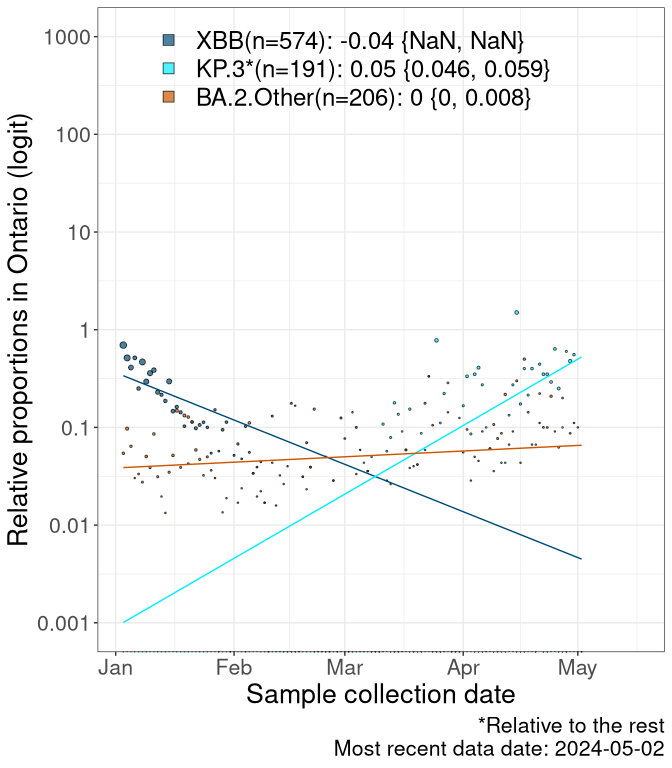 XBB(n=574): -0.04 {NaN, NaN}
KP.3*(n=191): 0.05 {0.046, 0.059}
BA.2.Other(n=206): 0 {0, 0.008}
Relative proportions in Ontario (logit)
1000
100
10
1
0.1
0.01
0.001
Jan Feb Mar Apr May
Sample collection date
*Relative to the rest
Most recent data date: 2024-05-02